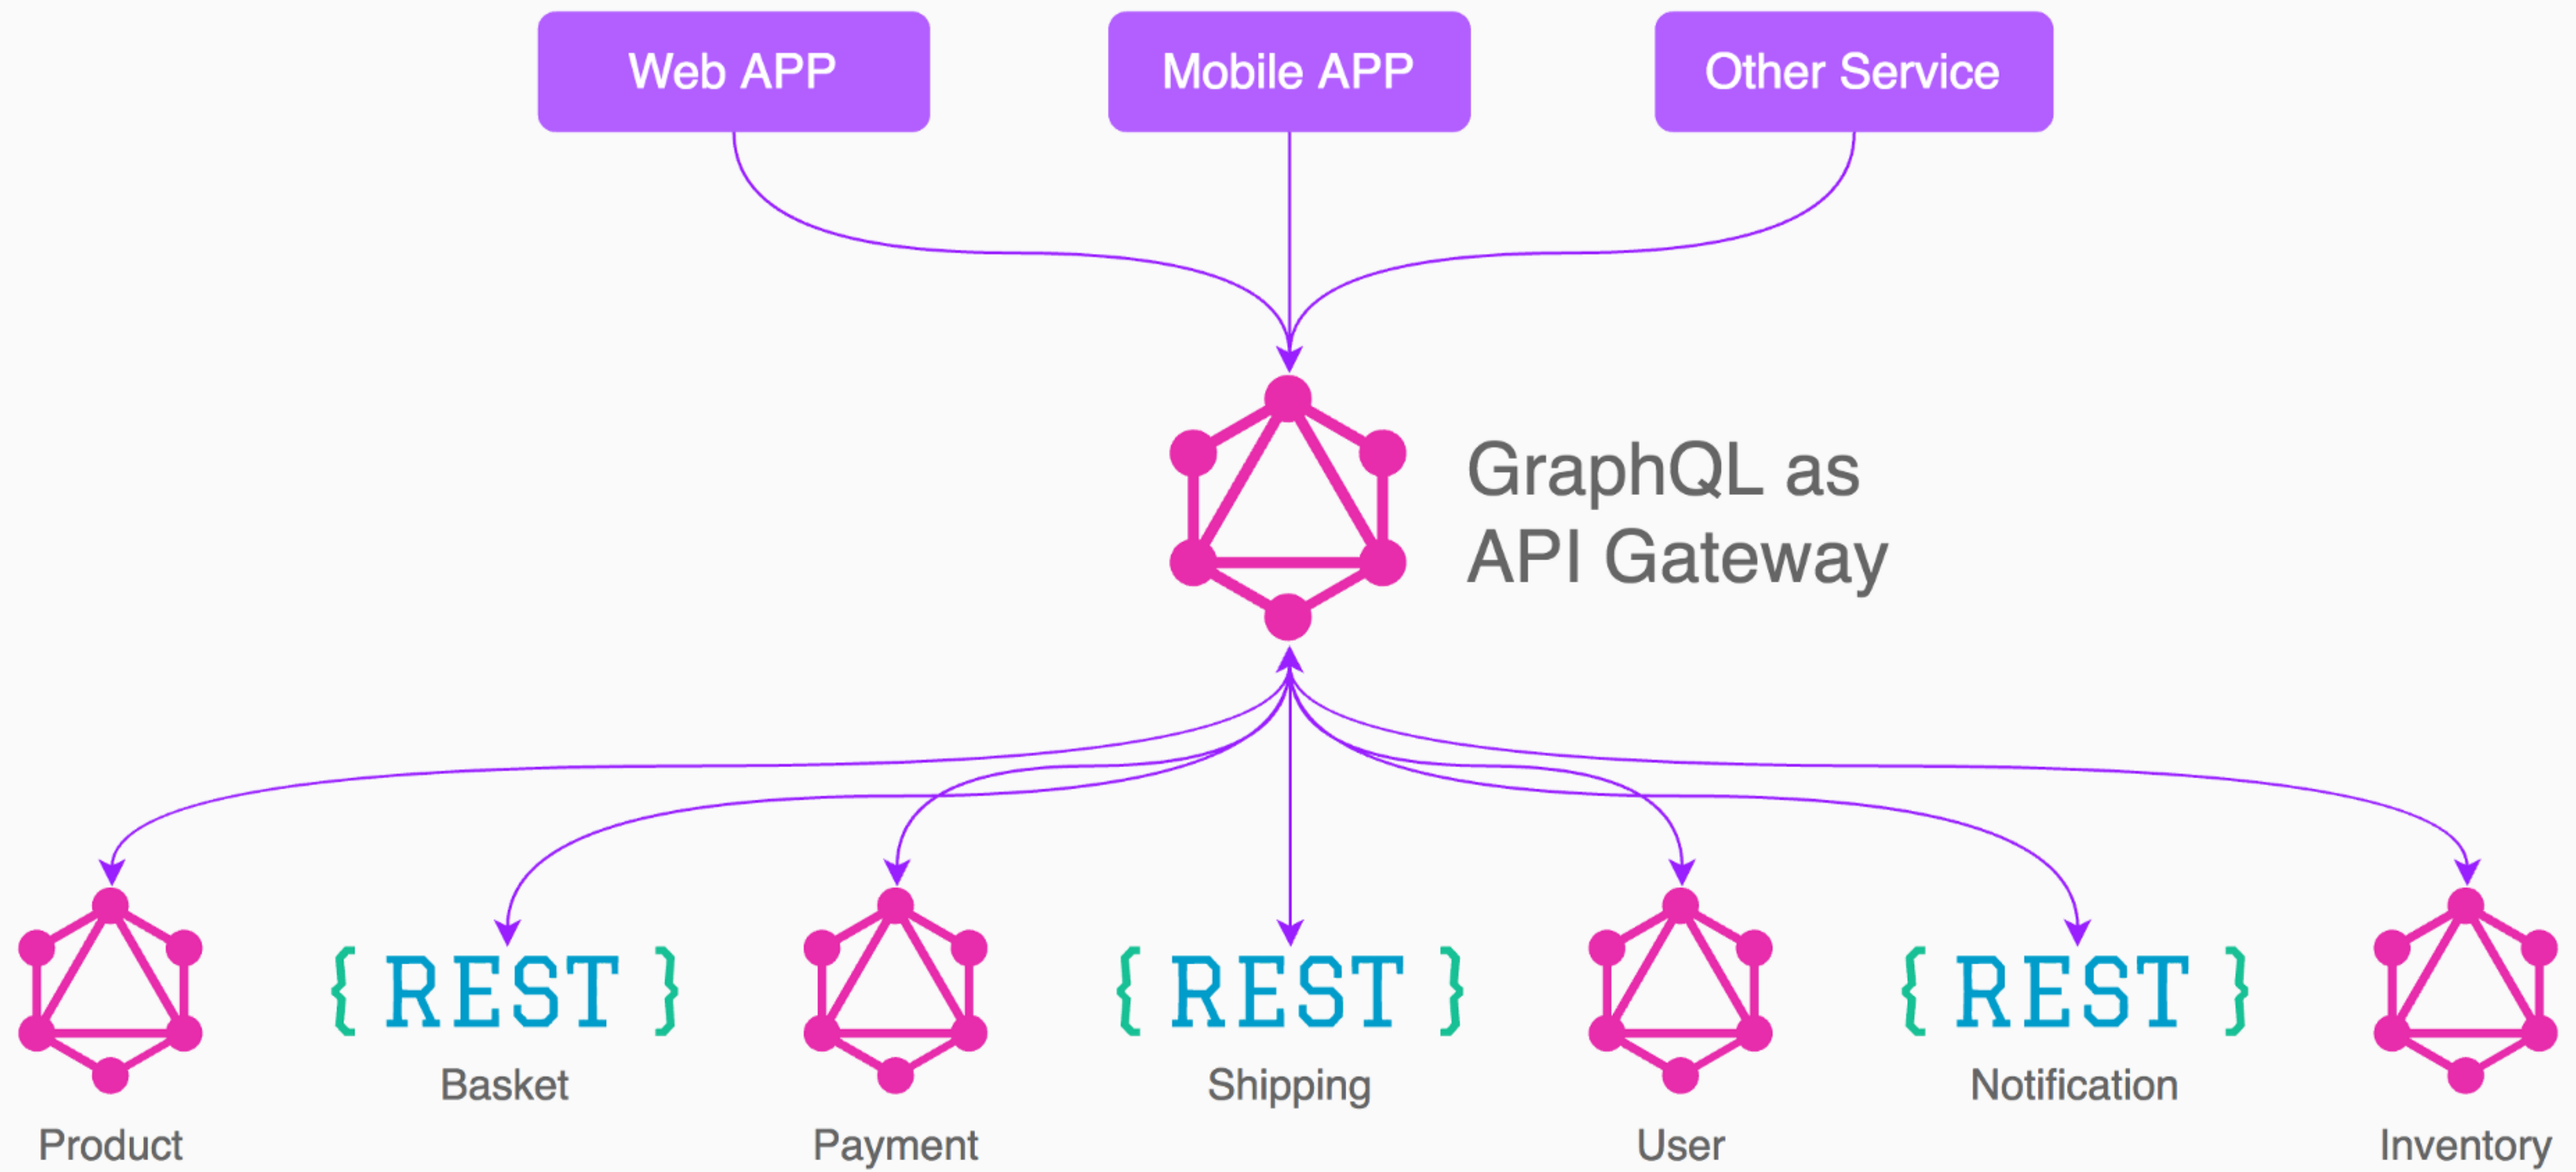 Web APP
Mobile APP
Other Service
GraphQL as
API Gateway
{ REST }
{ REST }
{ REST }
Basket
Shipping
Notification
Product
Payment
User
Inventory